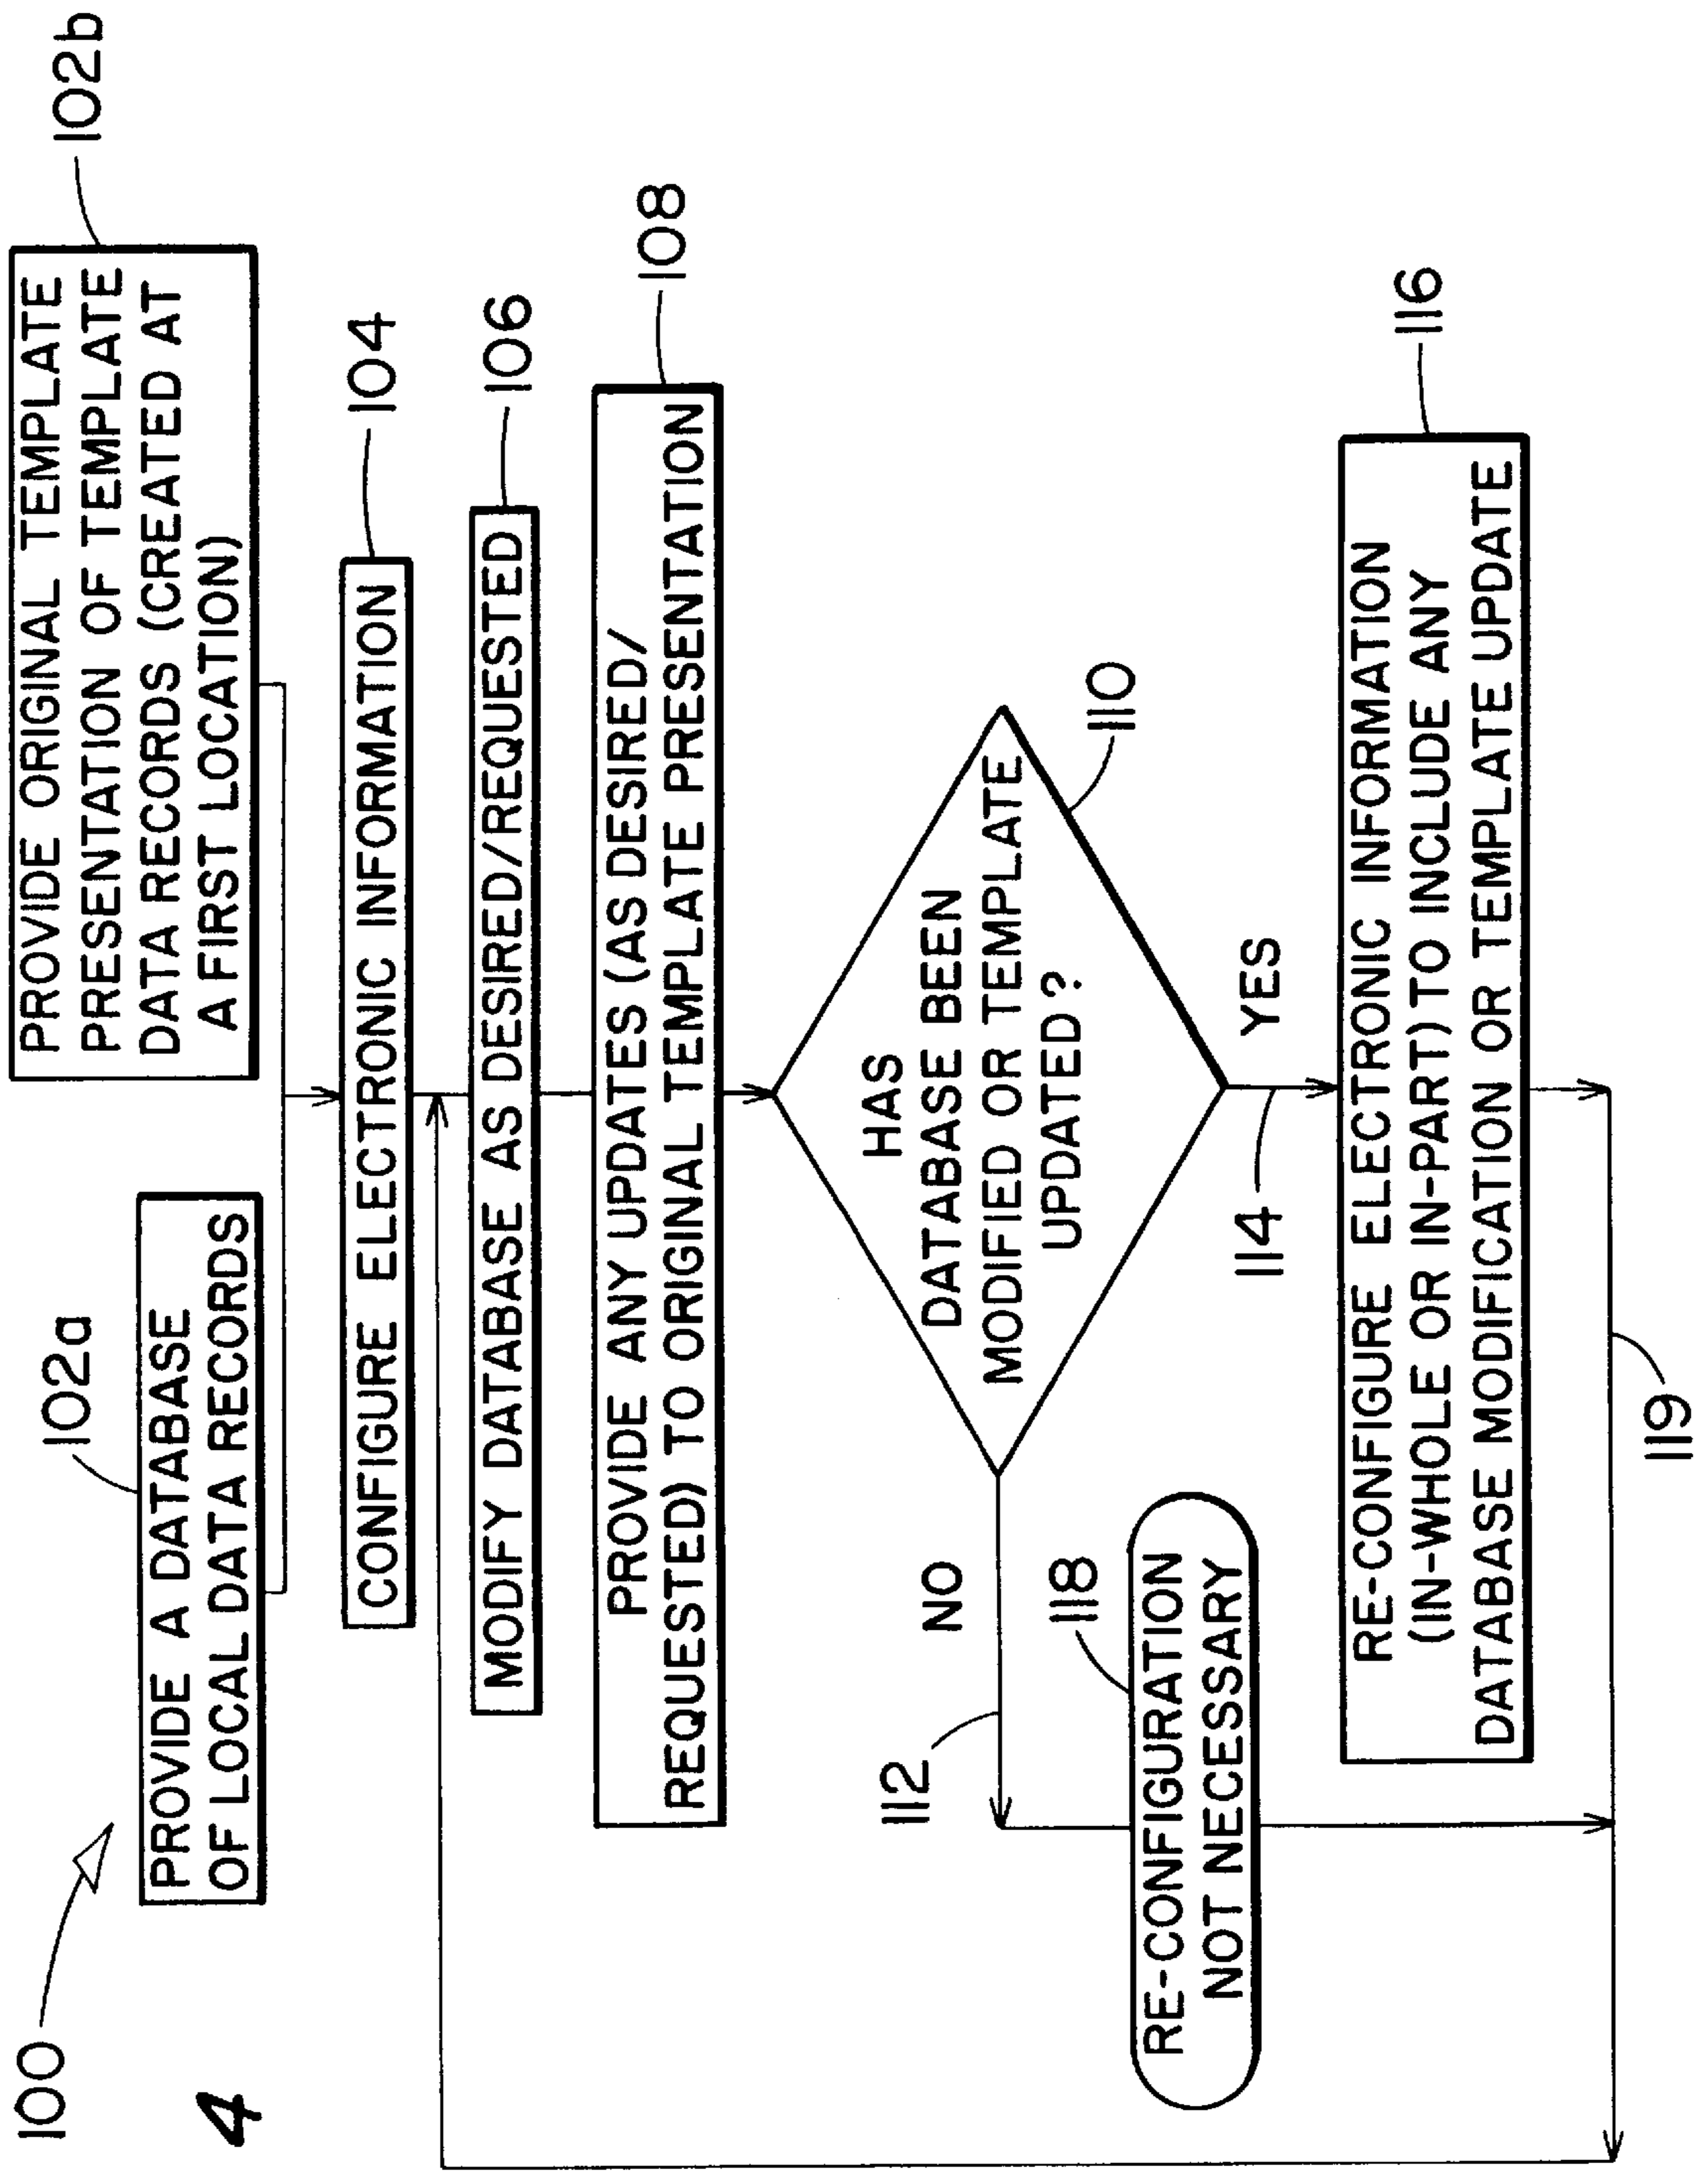 100
4
102a
PROVIDE A DATABASE
OF LOCAL DATA RECORDS
102b
PROVIDE ORIGINAL TEMPLATE
PRESENTATION OF TEMPLATE
DATA RECORDS (CREATED AT
A FIRST LOCATION)
CONFIGURE ELECTRONIC INFORMATION
104
MODIFY DATABASE AS DESIRED/REQUESTED
106
PROVIDE ANY UPDATES (AS DESIRED/
REQUESTED) TO ORIGINAL TEMPLATE PRESENTATION
108
HAS
DATABASE BEEN
MODIFIED OR TEMPLATE
UPDATED?
110
NO
112
YES
114
RE-CONFIGURATION
NOT NECESSARY
118
RE-CONFIGURE ELECTRONIC INFORMATION
(IN-WHOLE OR IN-PART) TO INCLUDE ANY
DATABASE MODIFICATION OR TEMPLATE UPDATE
116
119